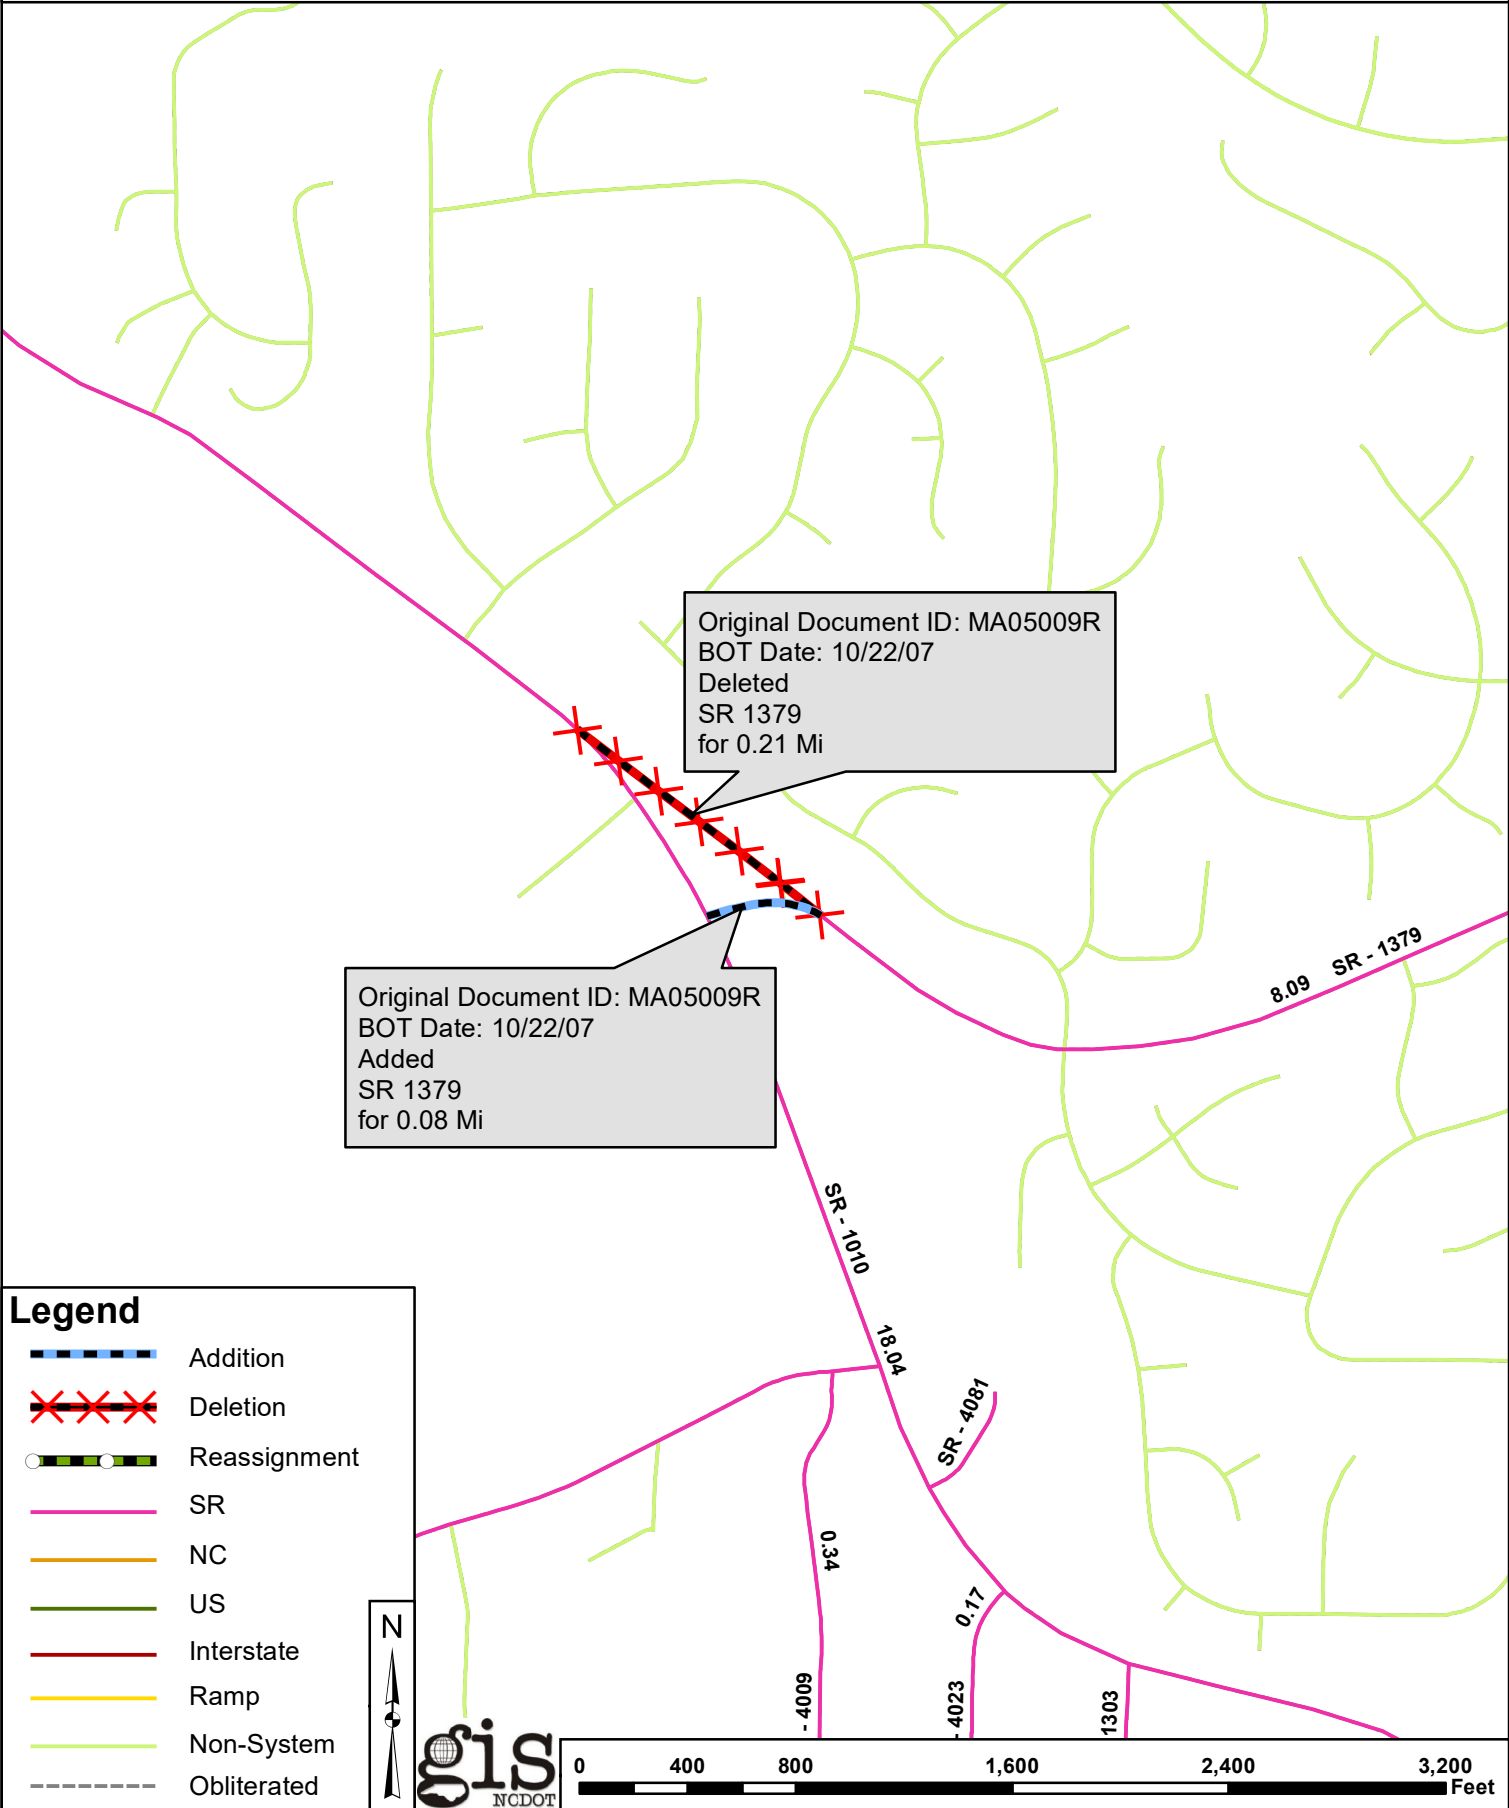 Original Document ID: MA05009R
BOT Date: 10/22/07
Deleted
SR 1379
for 0.21 Mi
8.09 SR - 1379
Original Document ID: MA05009R
BOT Date: 10/22/07
Added
SR 1379
for 0.08 Mi
SR - 1010
18.04
SR - 4081
0.34
0.17
- 4009
- 4023
1303
Legend
Addition
Deletion
Reassignment
SR
NC
US
Interstate
Ramp
Non-System
Obliterated
N
gis
NCDOT
0 400 800 1,600 2,400 3,200
Feet